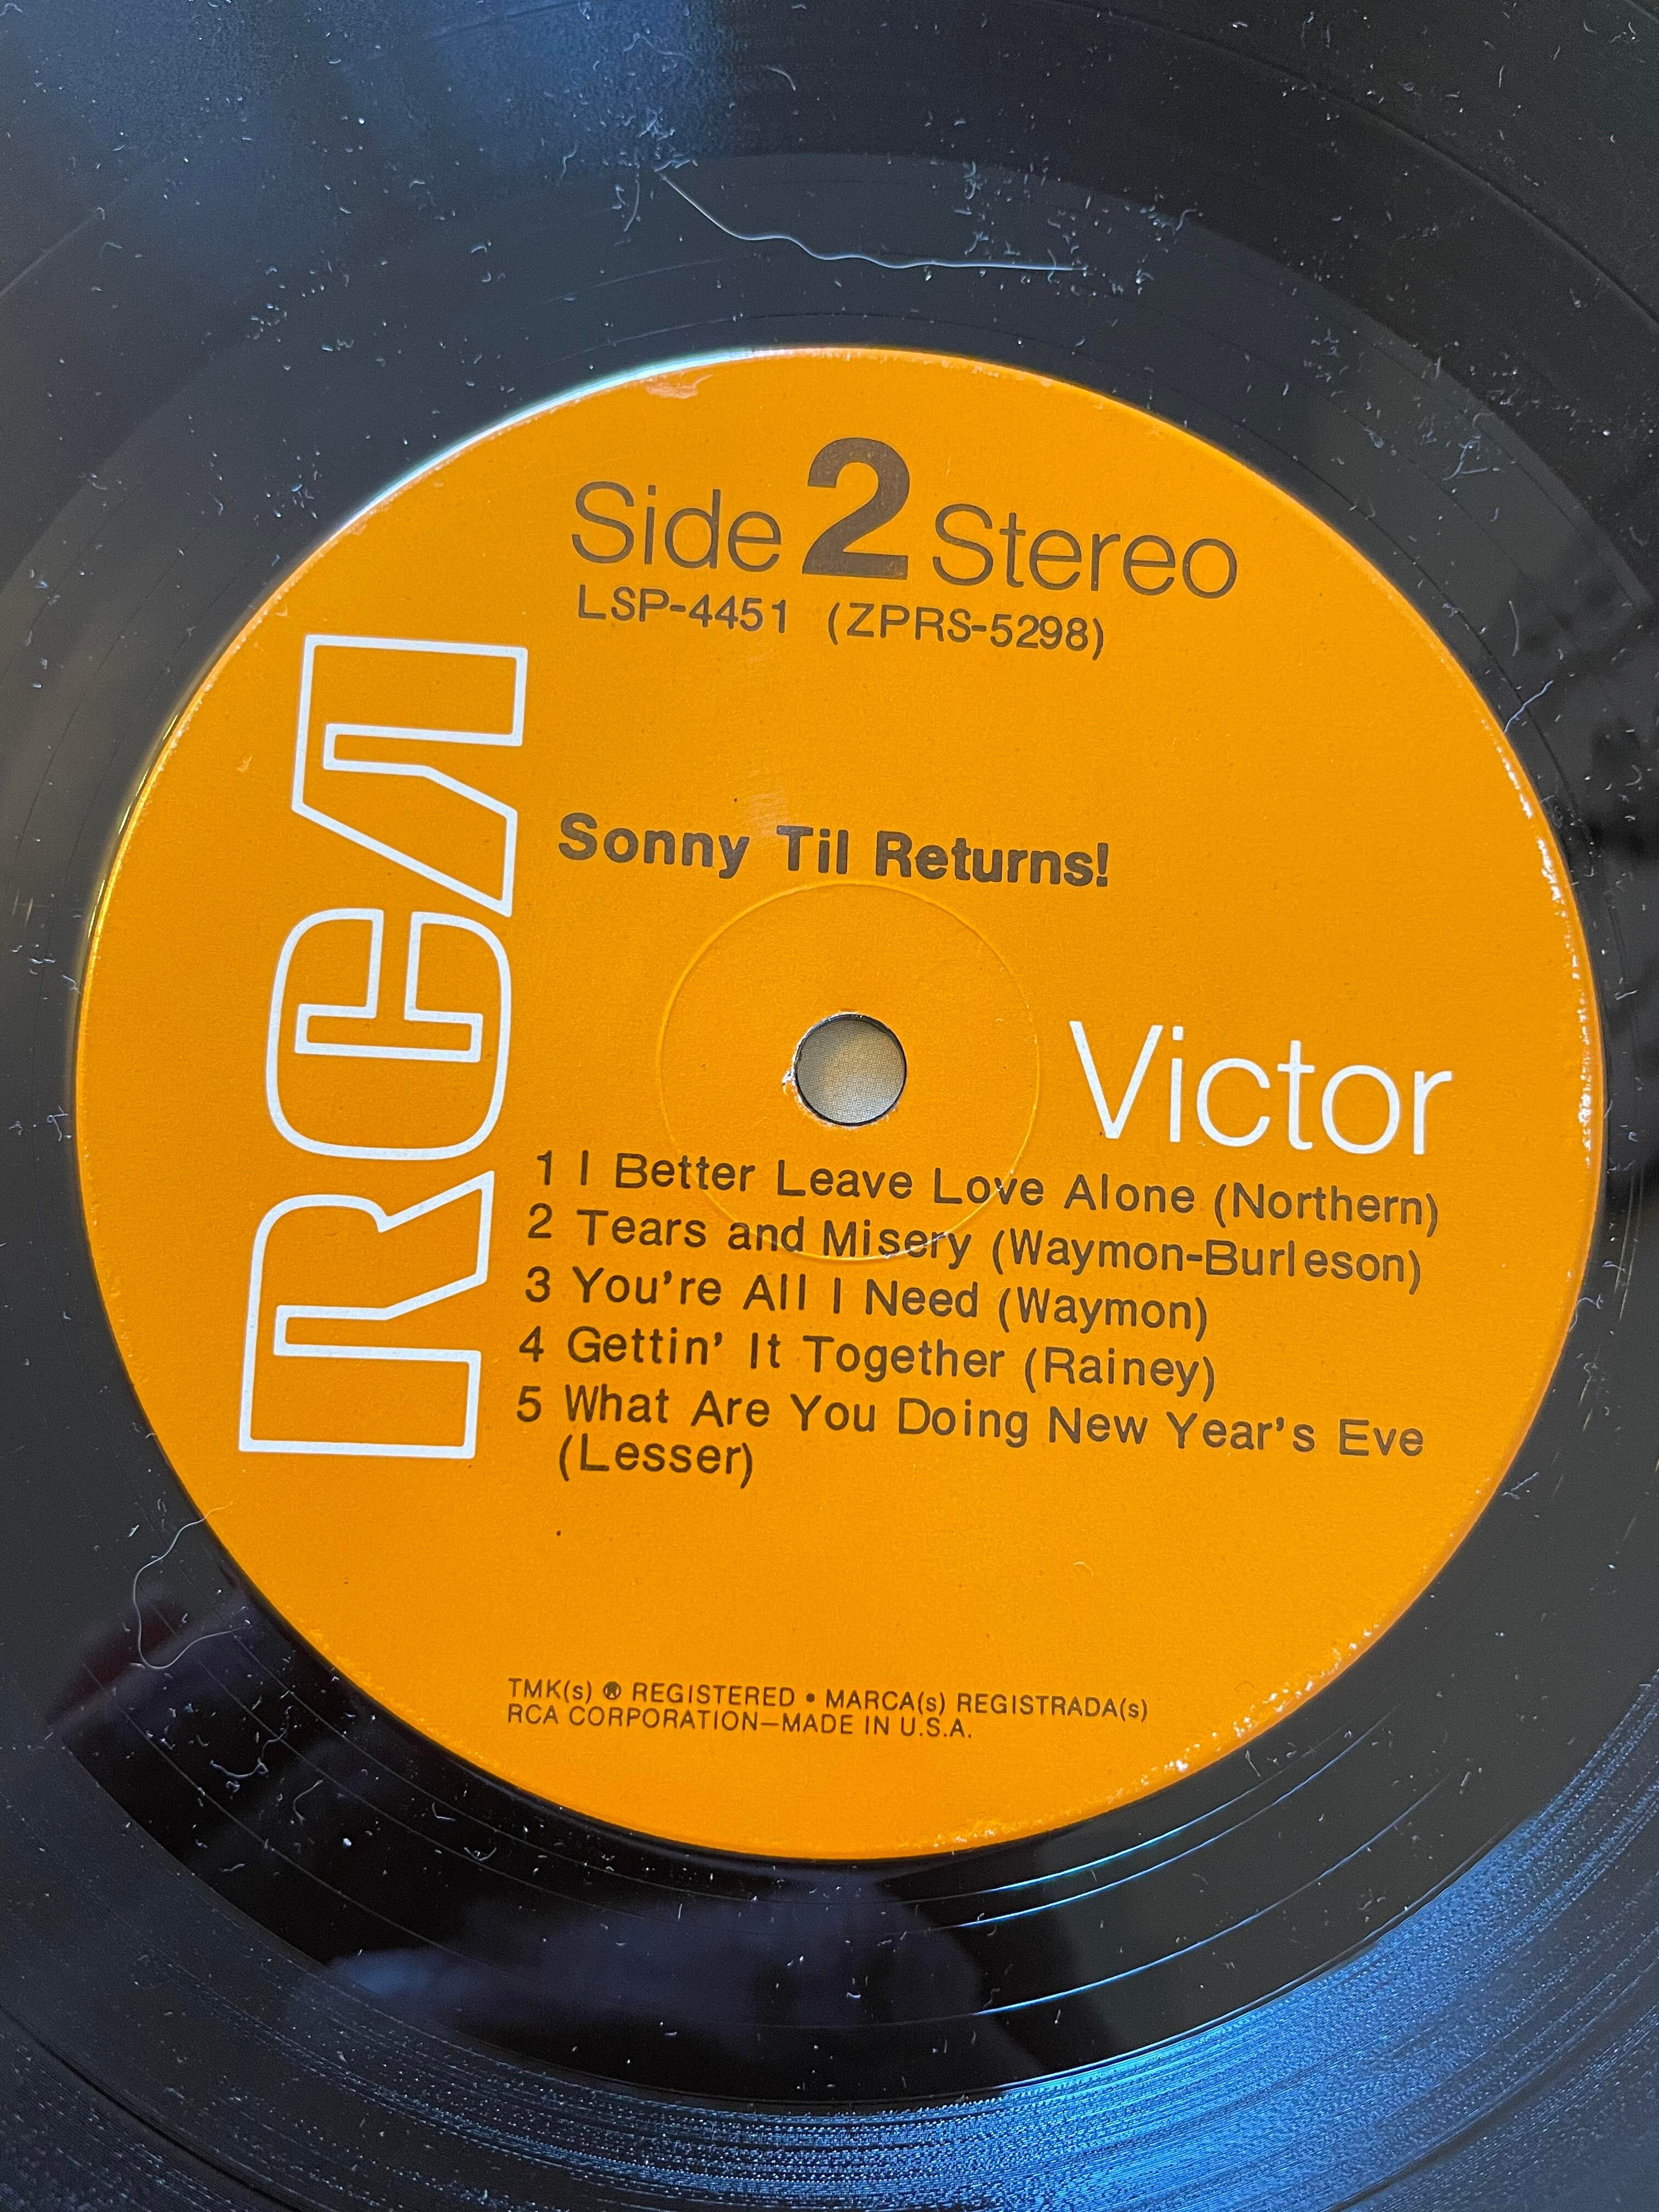 Side 2 Stereo
LSP-4451 (ZPRS-5298)
RCA
Sonny Til Returns!
Victor
1 I Better Leave Love Alone (Northern)
2 Tears and Misery (Waymon-Burleson)
3 You're All I Need (Waymon)
4 Gettin' It Together (Rainey)
5 What Are You Doing New Year's Eve
(Lesser)
TMK(s) ® REGISTERED • MARCA(s) REGISTRADA(s)
RCA CORPORATION—MADE IN U.S.A.